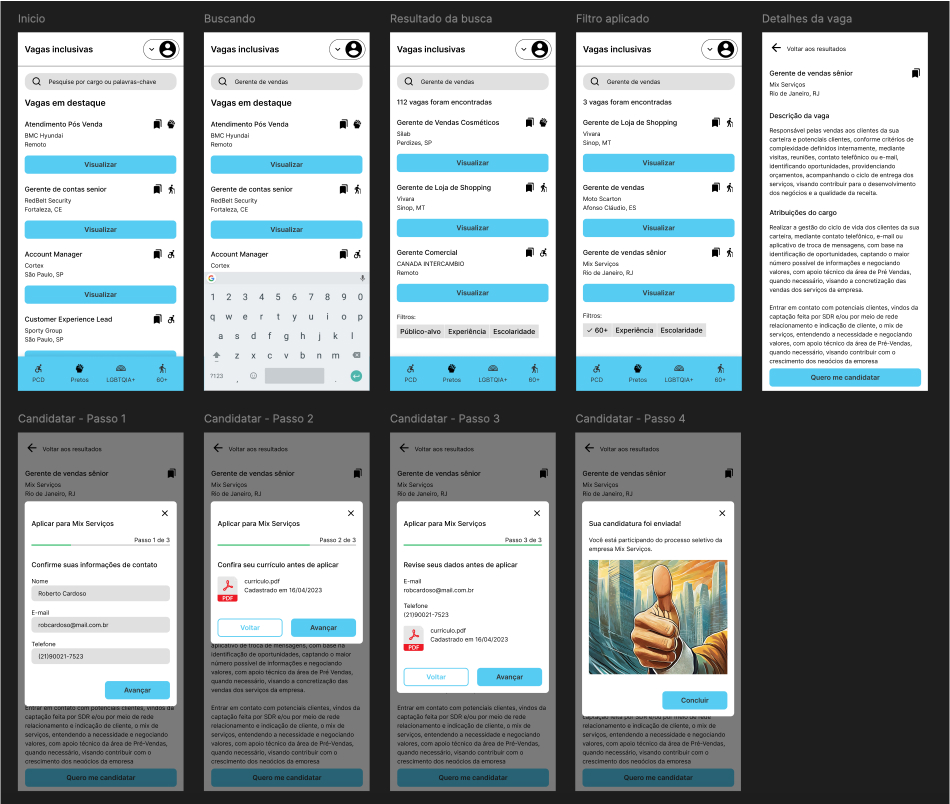 Inicio
Vagas inclusivas
Pesquise por cargo ou palavras-chave
Vagas em destaque
Atendimento Pós Venda
BMC Hyundai
Remoto
Visualizar
Gerente de contas senior
RedBelt Security
Fortaleza, CE
Visualizar
Account Manager
Cortex
São Paulo, SP
Visualizar
Customer Experience Lead
Sporty Group
São Paulo, SP
PCD
Pretos
LGBTQIA+
60+
Buscando
Vagas inclusivas
Gerente de vendas
Vagas em destaque
Atendimento Pós Venda
BMC Hyundai
Remoto
Visualizar
Gerente de contas senior
RedBelt Security
Fortaleza, CE
Visualizar
Account Manager
Cortex
G
1 2 3 4 5 6 7 8 9 0
q w e r t y u i o p
a s d f g h j k l
z x c v b n m
?123 , .
PCD
Pretos
LGBTQIA+
60+
Resultado da busca
Vagas inclusivas
Gerente de vendas
112 vagas foram encontradas
Gerente de Vendas Cosméticos
Silab
Perdizes, SP
Visualizar
Gerente de Loja de Shopping
Vivara
Sinop, MT
Visualizar
Gerente Comercial
CANADA INTERCAMBIO
Remoto
Visualizar
Filtros:
Público-alvo Experiência Escolaridade
PCD
Pretos
LGBTQIA+
60+
Filtro aplicado
Vagas inclusivas
Gerente de vendas
3 vagas foram encontradas
Gerente de Loja de Shopping
Vivara
Sinop, MT
Visualizar
Gerente de vendas
Moto Scarton
Afonso Cláudio, ES
Visualizar
Gerente de vendas sênior
Mix Serviços
Rio de Janeiro, RJ
Visualizar
Filtros:
60+ Experiência Escolaridade
PCD
Pretos
LGBTQIA+
60+
Detalhes da vaga
Voltar aos resultados
Gerente de vendas sênior
Mix Serviços
Rio de Janeiro, RJ
Descrição da vaga
Responsável pelas vendas aos clientes da sua
carteira e potenciais clientes, conforme critérios de
complexidade definidos internamente, mediante
visitas, reuniões, contato telefônico ou e-mail,
identificando oportunidades, providenciando
orçamentos, acompanhando o ciclo de entrega dos
serviços, visando contribuir para o desenvolvimento
dos negócios e a qualidade da receita.
Atribuições do cargo
Realizar a gestão do ciclo de vida dos clientes da sua
carteira, mediante contato telefônico, e-mail ou
aplicativo de troca de mensagens, com base na
identificação de oportunidades, captando o maior
número possível de informações e negociando
valores, com apoio técnico da área de Pré Vendas,
quando necessário, visando a concretização das
vendas dos serviços da empresa.
Entrar em contato com potenciais clientes, vindos da
captação feita por SDR e/ou por meio de rede
relacionamento e indicação de cliente, o mix de
serviços, entendendo a necessidade e negociando
valores, com apoio técnico da área de Pré-Vendas,
quando necessário, visando contribuir com o
crescimento dos negócios da empresa
Quero me candidatar
Candidatar - Passo 1
Voltar aos resultados
Gerente de vendas sênior
Mix Serviços
Rio de Janeiro, RJ
Aplicar para Mix Serviços
Passo 1 de 3
Confirme suas informações de contato
Nome
Roberto Cardoso
E-mail
robcardoso@mail.com.br
Telefone
(21)90021-7523
Avançar
Entrar em contato com potenciais clientes, vindos da
captação feita por SDR e/ou por meio de rede
relacionamento e indicação de cliente, o mix de
serviços, entendendo a necessidade e negociando
valores, com apoio técnico da área de Pré-Vendas,
quando necessário, visando contribuir com o
crescimento dos negócios da empresa
Quero me candidatar
Candidatar - Passo 2
Voltar aos resultados
Gerente de vendas sênior
Mix Serviços
Rio de Janeiro, RJ
Aplicar para Mix Serviços
Passo 2 de 3
Confira seu currículo antes de aplicar
curriculo.pdf
Cadastrado em 16/04/2023
PDF
Voltar
Avançar
aplicativo de troca de mensagens, com base na
identificação de oportunidades, captando o maior
número possível de informações e negociando
valores, com apoio técnico da área de Pré Vendas,
quando necessário, visando a concretização das
vendas dos serviços da empresa.
Entrar em contato com potenciais clientes, vindos da
captação feita por SDR e/ou por meio de rede
relacionamento e indicação de cliente, o mix de
serviços, entendendo a necessidade e negociando
valores, com apoio técnico da área de Pré-Vendas,
quando necessário, visando contribuir com o
crescimento dos negócios da empresa
Quero me candidatar
Candidatar - Passo 3
Voltar aos resultados
Gerente de vendas sênior
Mix Serviços
Rio de Janeiro, RJ
Aplicar para Mix Serviços
Passo 3 de 3
Revise seus dados antes de aplicar
E-mail
robcardoso@mail.com.br
Telefone
(21)90021-7523
curriculo.pdf
Cadastrado em 16/04/2023
PDF
Voltar
Avançar
Entrar em contato com potenciais clientes, vindos da
captação feita por SDR e/ou por meio de rede
relacionamento e indicação de cliente, o mix de
serviços, entendendo a necessidade e negociando
valores, com apoio técnico da área de Pré-Vendas,
quando necessário, visando contribuir com o
crescimento dos negócios da empresa
Quero me candidatar
Candidatar - Passo 4
Voltar aos resultados
Gerente de vendas sênior
Mix Serviços
Rio de Janeiro, RJ
Sua candidatura foi enviada!
Você está participando do processo seletivo da
empresa Mix Serviços.
Concluir
captação feita por SDR e/ou por meio de rede
relacionamento e indicação de cliente, o mix de
serviços, entendendo a necessidade e negociando
valores, com apoio técnico da área de Pré-Vendas,
quando necessário, visando contribuir com o
crescimento dos negócios da empresa
Quero me candidatar